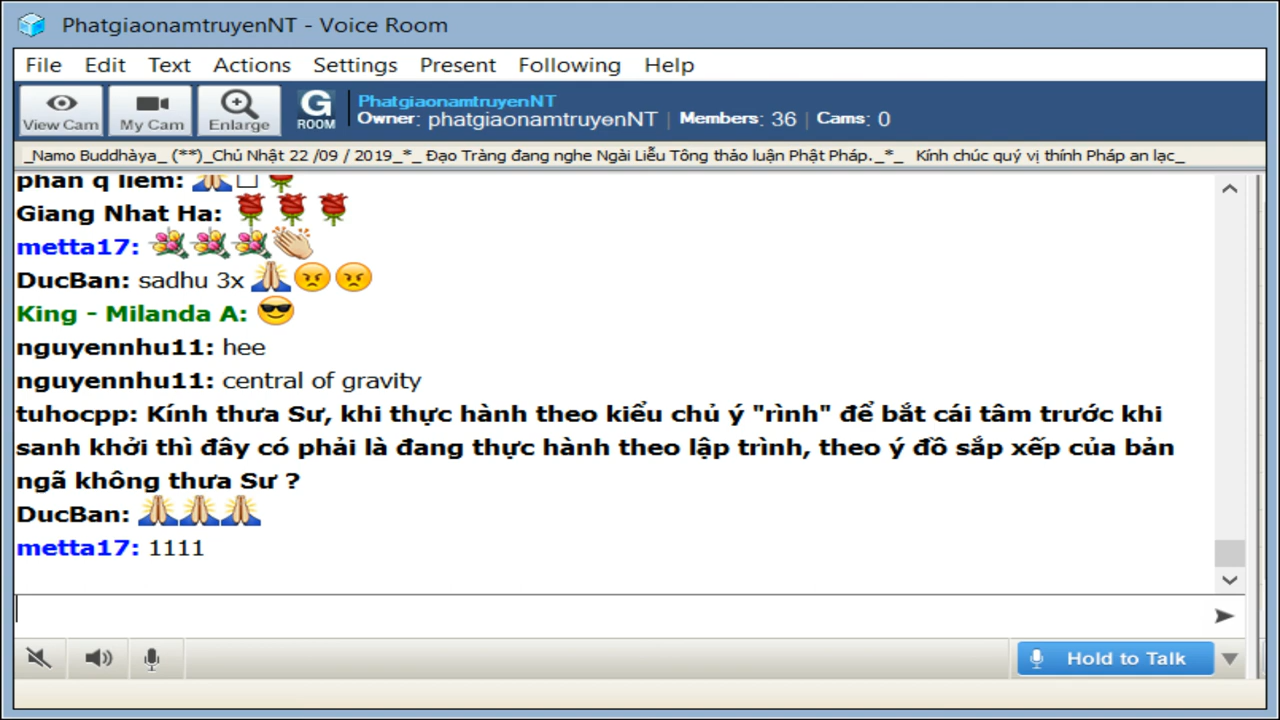 PhatgiaonamtruyenNT - Voice Room
File Edit Text Actions Settings Present Following Help
View Cam My Cam Enlarge G ROOM PhatgiaonamtruyenNT
Owner: phatgiaonamtruyenNT | Members: 36 | Cams: 0
_Namo Buddhàya_ (**)_Chủ Nhật 22 /09 / 2019_*_ Đạo Tràng đang nghe Ngài Liễu Tông thảo luận Phật Pháp._*_ Kính chúc quý vị thính Pháp an lạc_
phan q liem: 🙏□🌹
Giang Nhat Ha: 🌹🌹🌹
metta17: 💐💐💐👏
DucBan: sadhu 3x 🙏😠😠
King - Milanda A: 😎
nguyennhu11: hee
nguyennhu11: central of gravity
tuhocpp: Kính thưa Sư, khi thực hành theo kiểu chủ ý "rình" để bắt cái tâm trước khi
sanh khởi thì đây có phải là đang thực hành theo lập trình, theo ý đồ sắp xếp của bản
ngã không thưa Sư ?
DucBan: 🙏🙏🙏
metta17: 1111
Hold to Talk